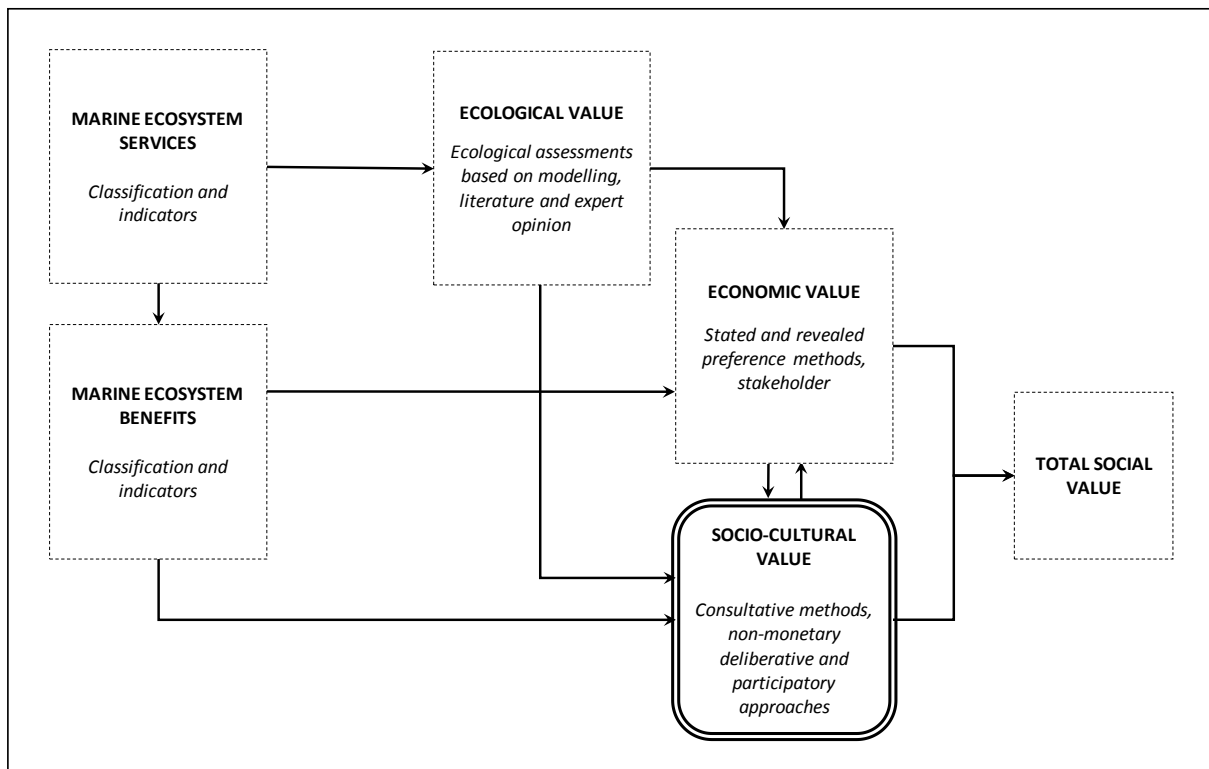 MARINE ECOSYSTEM
SERVICES
Classification and
indicators
ECOLOGICAL VALUE
Ecological assessments
based on modelling,
literature and expert
opinion
MARINE ECOSYSTEM
BENEFITS
Classification and
indicators
ECONOMIC VALUE
Stated and revealed
preference methods,
stakeholder
SOCIO-CULTURAL
VALUE
Consultative methods,
non-monetary
deliberative and
participatory
approaches
TOTAL SOCIAL
VALUE